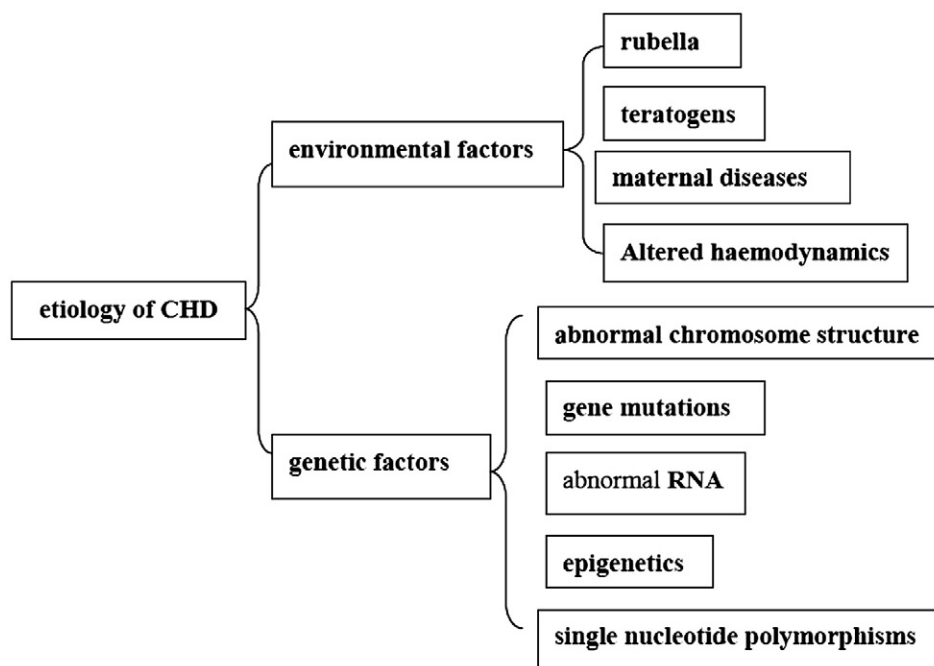 rubella
teratogens
environmental factors
maternal diseases
Altered haemodynamics
etiology of CHD
abnormal chromosome structure
gene mutations
genetic factors
abnormal RNA
epigenetics
single nucleotide polymorphisms